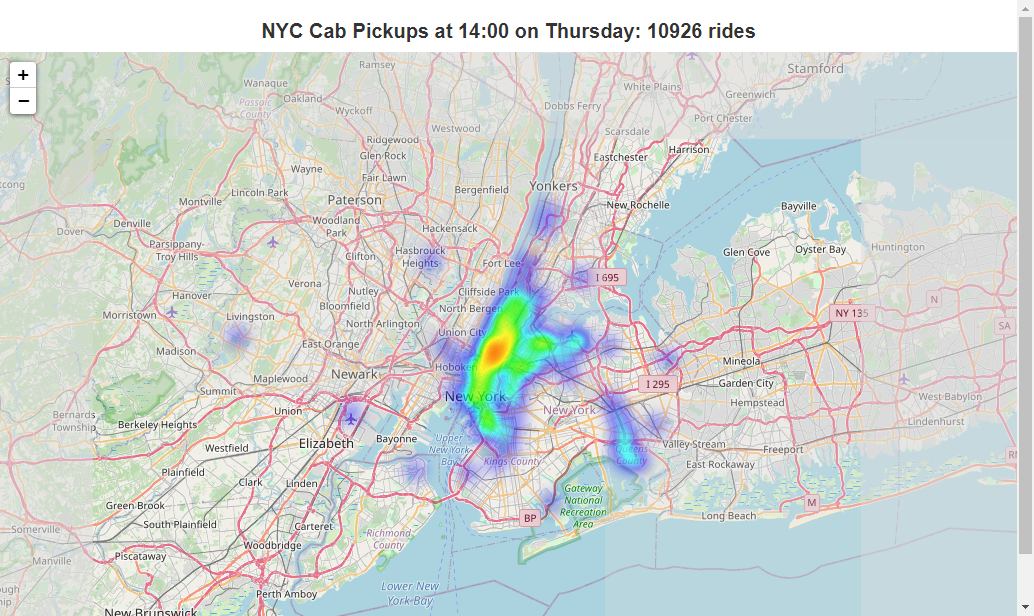 NYC Cab Pickups at 14:00 on Thursday: 10926 rides
+
−
Ramsey
Stamford
Wanaque
White Plains
Greenwich
Oakland
Passaic
County
Wyckoff
Dobbs Ferry
Port Chester
Westwood
Scarsdale
Ridgewood
Glen Rock
Harrison
Eastchester
Wayne
Fair Lawn
Bergenfield
Yonkers
Lincoln Park
Montville
Paterson
New Rochelle
Bayville
Denville
Woodland
Park
Hackensack
Dover
Parsippany-
Troy Hills
Clifton
Hasbrouck
Heights
Fort Lee
Glen Cove
Oyster Bay
Huntington
I 695
Verona
Nutley
Cliffside Park
Hanover
Bloomfield
North Bergen
N
Morristown
Livingston
North Arlington
NY 135
SA
Union City
East Orange
Madison
Hoboken
Mineola
Newark
Maplewood
I 295
Garden City
Summit
New York
West Babylon
Hempstead
Bernards
Township
Union
New York
Berkeley Heights
Lindenhurst
Elizabeth
Bayonne
Upper
New York
Bay
Valley Stream
Freeport
Westfield
Queens
County
Kings County
East Rockaway
Plainfield
Clark
Linden
Gateway
National
Recreation
Area
Green Brook
M
BP
Long Beach
South Plainfield
Carteret
Somerville
Richmond
County
Woodbridge
Piscataway
Manville
Lower New
York Bay
Perth Amboy
New Brunswick